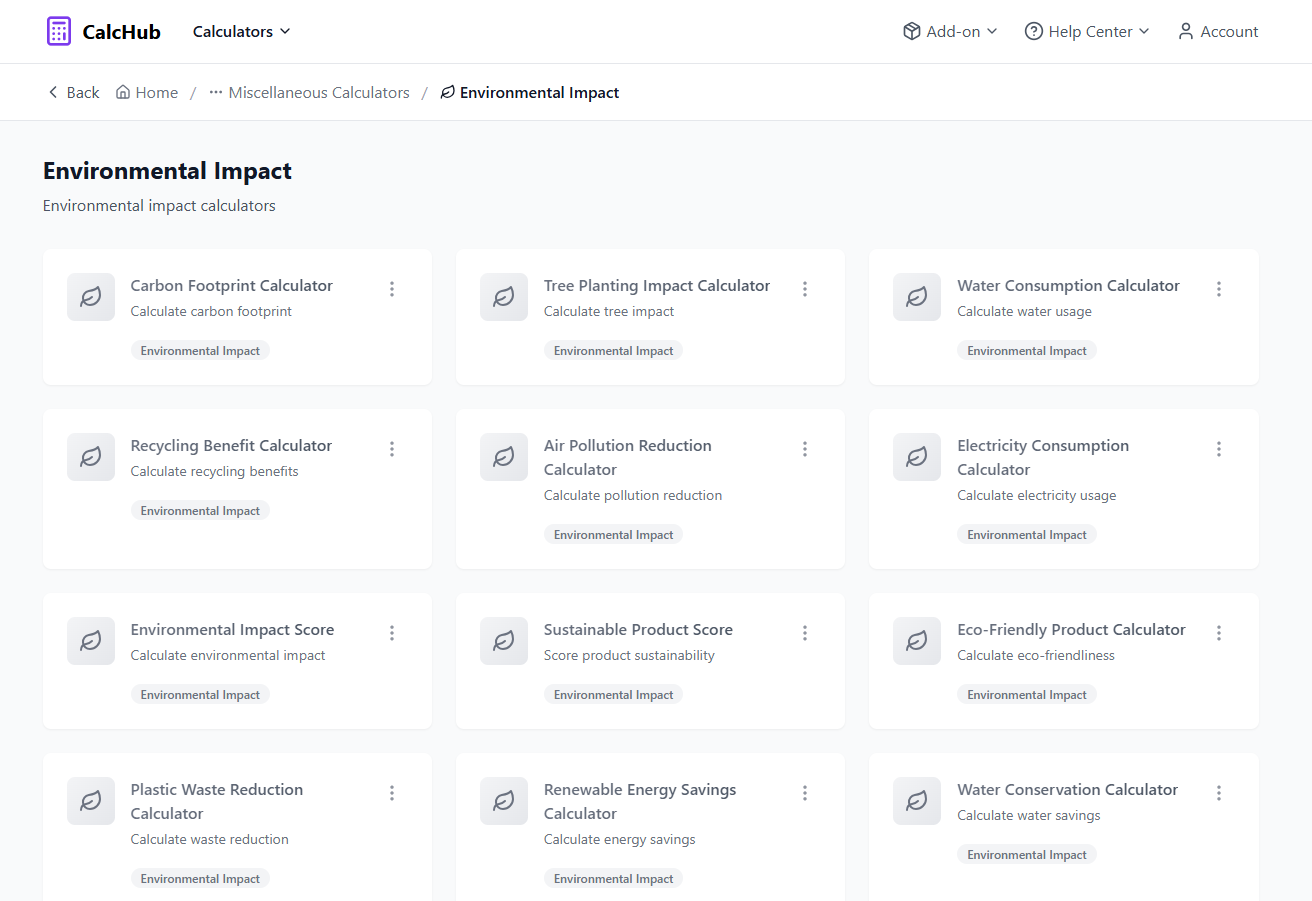 CalcHub
Calculators
Add-on
Help Center
Account
Back
Home
/
Miscellaneous Calculators
/
Environmental Impact
Environmental Impact
Environmental impact calculators
Carbon Footprint Calculator
Calculate carbon footprint
Environmental Impact
Tree Planting Impact Calculator
Calculate tree impact
Environmental Impact
Water Consumption Calculator
Calculate water usage
Environmental Impact
Recycling Benefit Calculator
Calculate recycling benefits
Environmental Impact
Air Pollution Reduction
Calculator
Calculate pollution reduction
Environmental Impact
Electricity Consumption
Calculator
Calculate electricity usage
Environmental Impact
Environmental Impact Score
Calculate environmental impact
Environmental Impact
Sustainable Product Score
Score product sustainability
Environmental Impact
Eco-Friendly Product Calculator
Calculate eco-friendliness
Environmental Impact
Plastic Waste Reduction
Calculator
Calculate waste reduction
Environmental Impact
Renewable Energy Savings
Calculator
Calculate energy savings
Environmental Impact
Water Conservation Calculator
Calculate water savings
Environmental Impact